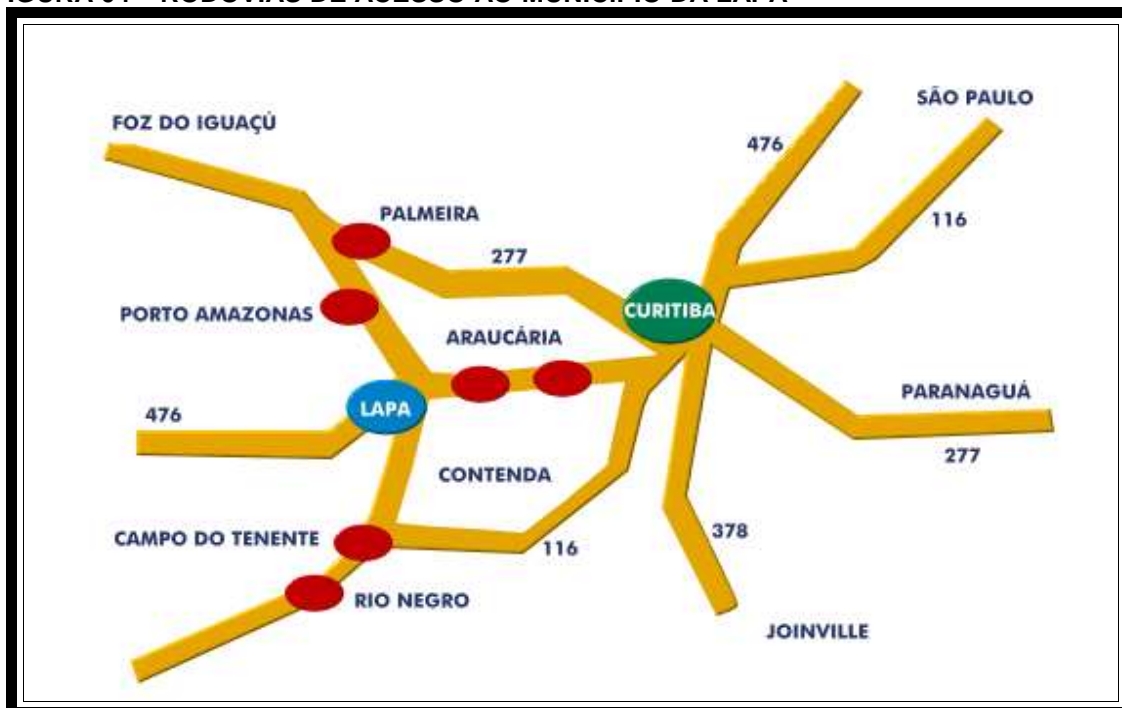 FOZ DO IGUAÇÚ
SÃO PAULO
476
PALMEIRA
116
277
PORTO AMAZONAS
CURITIBA
ARAUCÁRIA
PARANAGUÁ
LAPA
476
277
CONTENDA
378
CAMPO DO TENENTE
116
RIO NEGRO
JOINVILLE